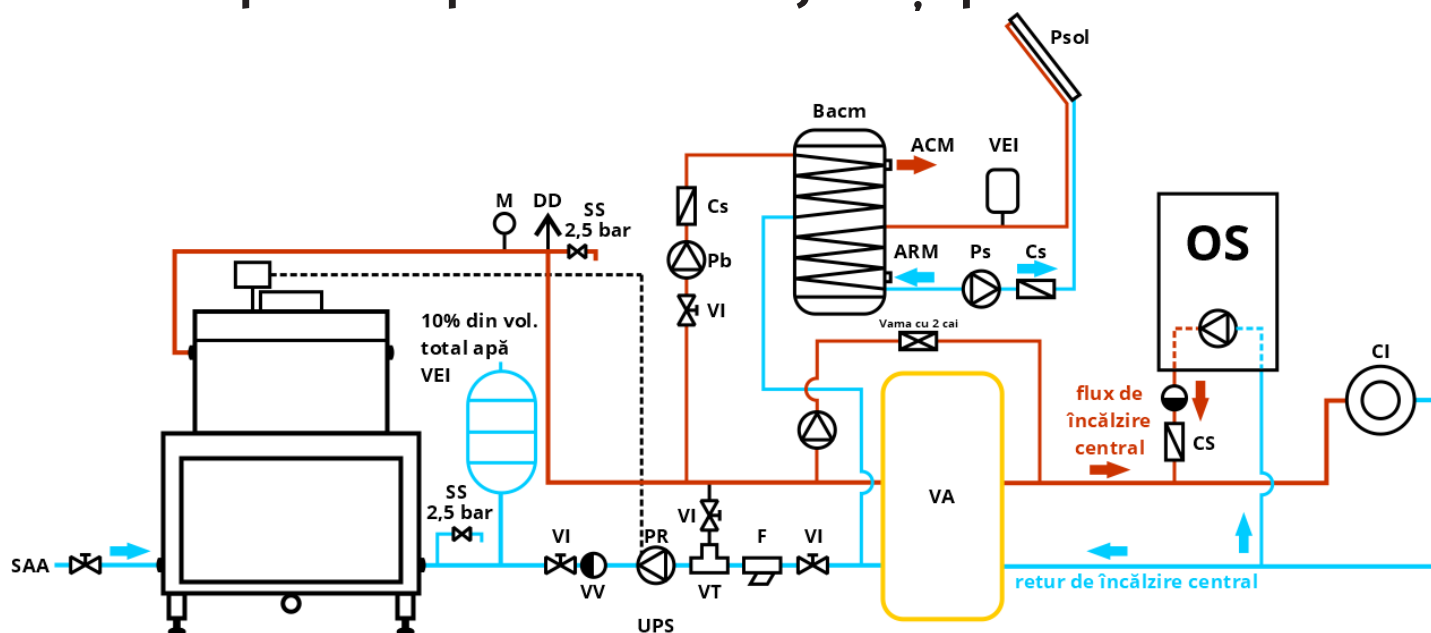 Psol
Bacm
ACM
VEI
M
DD
SS
2,5 bar
Cs
OS
ARM
Ps
Cs
Pb
VI
10% din vol.
total apă
VEI
Vama cu 2 cai
CI
flux de
încălzire
central
CS
SS
2,5 bar
VA
VI
SAA
VI
PR
F
VI
VV
VT
retur de încălzire central
UPS